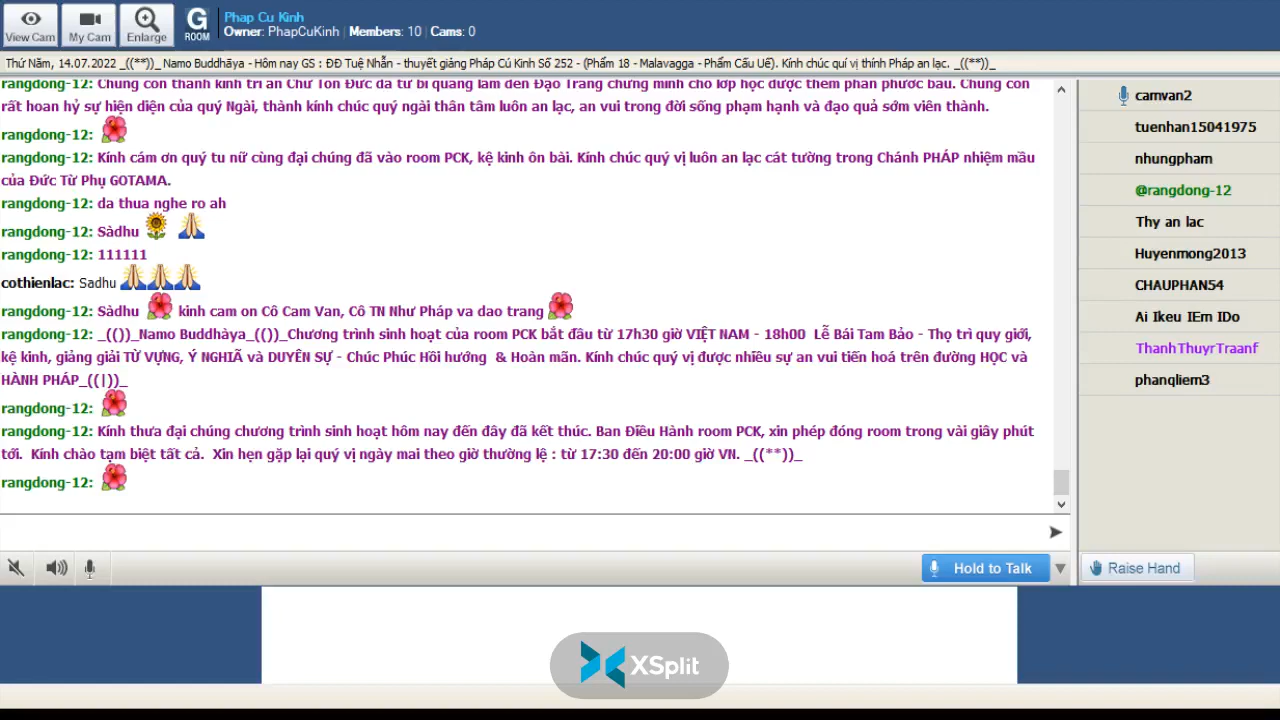 View Cam
My Cam
Enlarge
G
ROOM
Phap Cu Kinh
Owner: PhapCuKinh | Members: 10 | Cams: 0
Thứ Năm, 14.07.2022 _((**))_ Namo Buddhāya - Hôm nay GS : ĐĐ Tuệ Nhẫn - thuyết giảng Pháp Cú Kinh Số 252 - (Phẩm 18 - Malavagga - Phẩm Cấu Uế). Kính chúc quí vị thính Pháp an lạc. _((**))_
rangdong-12: Chúng con thành kính tri ân Chư Tôn Đức đã từ bi quang lâm đến Đạo Tràng chứng minh cho lớp học được thêm phần phước báu. Chúng con
rất hoan hỷ sự hiện diện của quý Ngài, thành kính chúc quý ngài thân tâm luôn an lạc, an vui trong đời sống phạm hạnh và đạo quả sớm viên thành.
rangdong-12:
rangdong-12: Kính cám ơn quý tu nữ cùng đại chúng đã vào room PCK, kệ kinh ôn bài. Kính chúc quý vị luôn an lạc cát tường trong Chánh PHÁP nhiệm mầu
của Đức Từ Phụ GOTAMA.
rangdong-12: da thua nghe ro ah
rangdong-12: Sàdhu
rangdong-12: 111111
cothienlac: Sadhu
rangdong-12: Sàdhu kinh cam on Cô Cam Van, Cô TN Như Pháp va dao trang
rangdong-12: _(())_Namo Buddhàya_(())_Chương trình sinh hoạt của room PCK bắt đầu từ 17h30 giờ VIỆT NAM - 18h00 Lễ Bái Tam Bảo - Thọ trì quy giới,
kệ kinh, giảng giải TỪ VỰNG, Ý NGHIÃ và DUYÊN SỰ - Chúc Phúc Hồi hướng & Hoàn mãn. Kính chúc quý vị được nhiều sự an vui tiến hoá trên đường HỌC và
HÀNH PHÁP_((|))_
rangdong-12:
rangdong-12: Kính thưa đại chúng chương trình sinh hoạt hôm nay đến đây đã kết thúc. Ban Điều Hành room PCK, xin phép đóng room trong vài giây phút
tới. Kính chào tạm biệt tất cả. Xin hẹn gặp lại quý vị ngày mai theo giờ thường lệ : từ 17:30 đến 20:00 giờ VN. _((**))_
rangdong-12:
camvan2
tuenhan15041975
nhungpham
@rangdong-12
Thy an lac
Huyenmong2013
CHAUPHAN54
Ai Ikeu IEm IDo
ThanhThuyrTraanf
phanqliem3
Hold to Talk
Raise Hand
XSplit